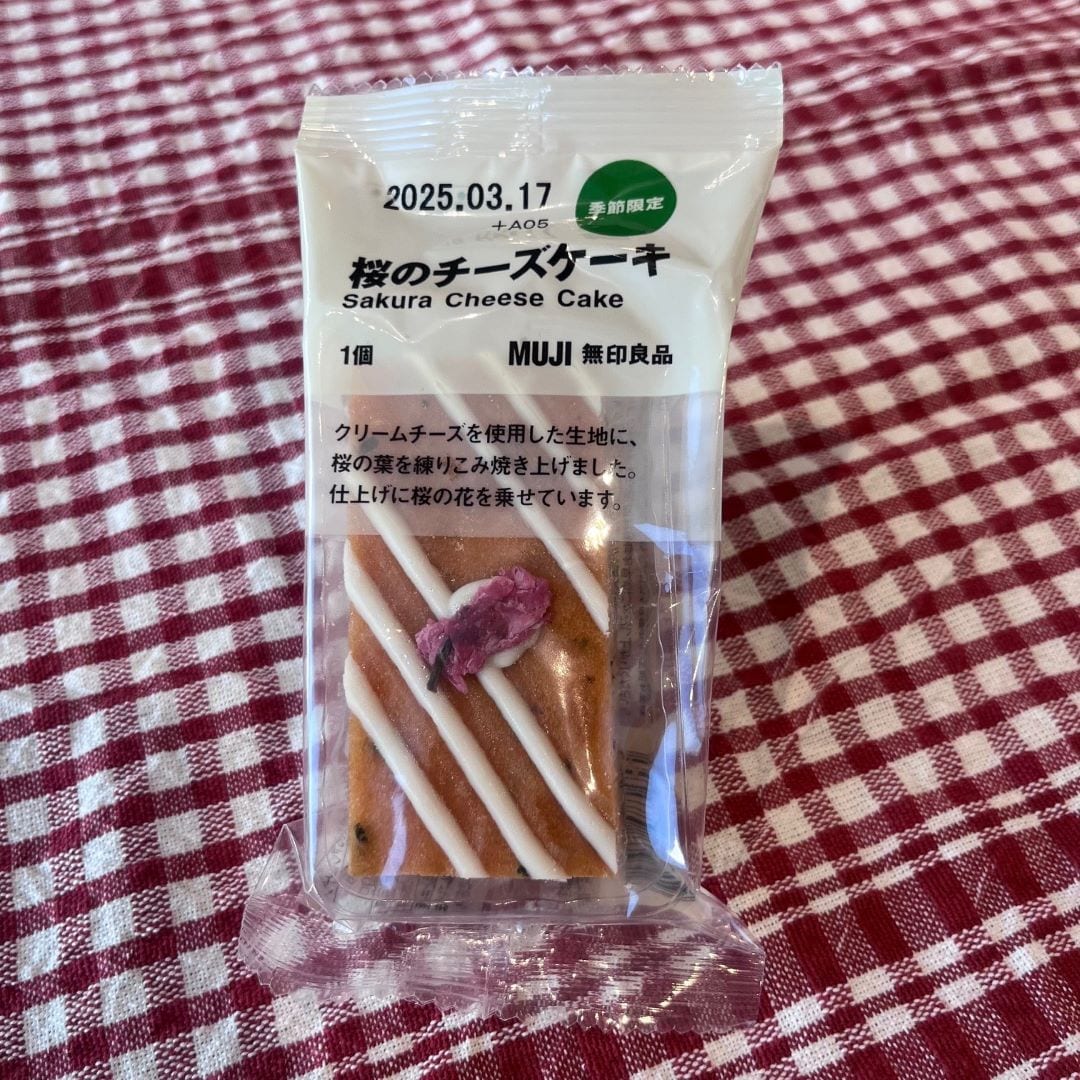 2025.03.17
+A05
季節限定
桜のチーズケーキ
Sakura Cheese Cake
1個
MUJI 無印良品
クリームチーズを使用した生地に、
桜の葉を練りこみ焼き上げました。
仕上げに桜の花を乗せています。